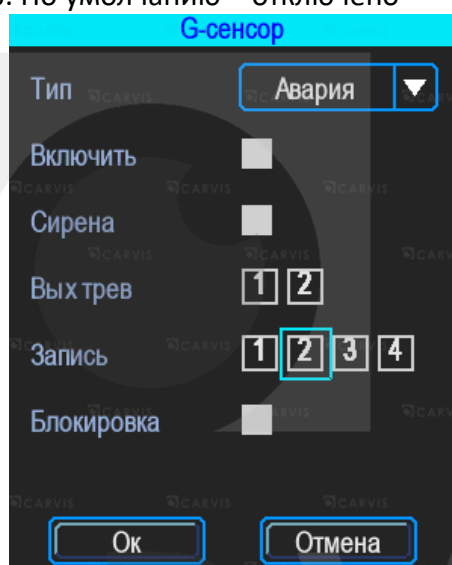 По умолчанию – отключено
G-сенсор
Тип Авария
Включить
Сирена
Вых трев 1 2
Запись 1 2 3 4
Блокировка
Ок Отмена
CARVIS